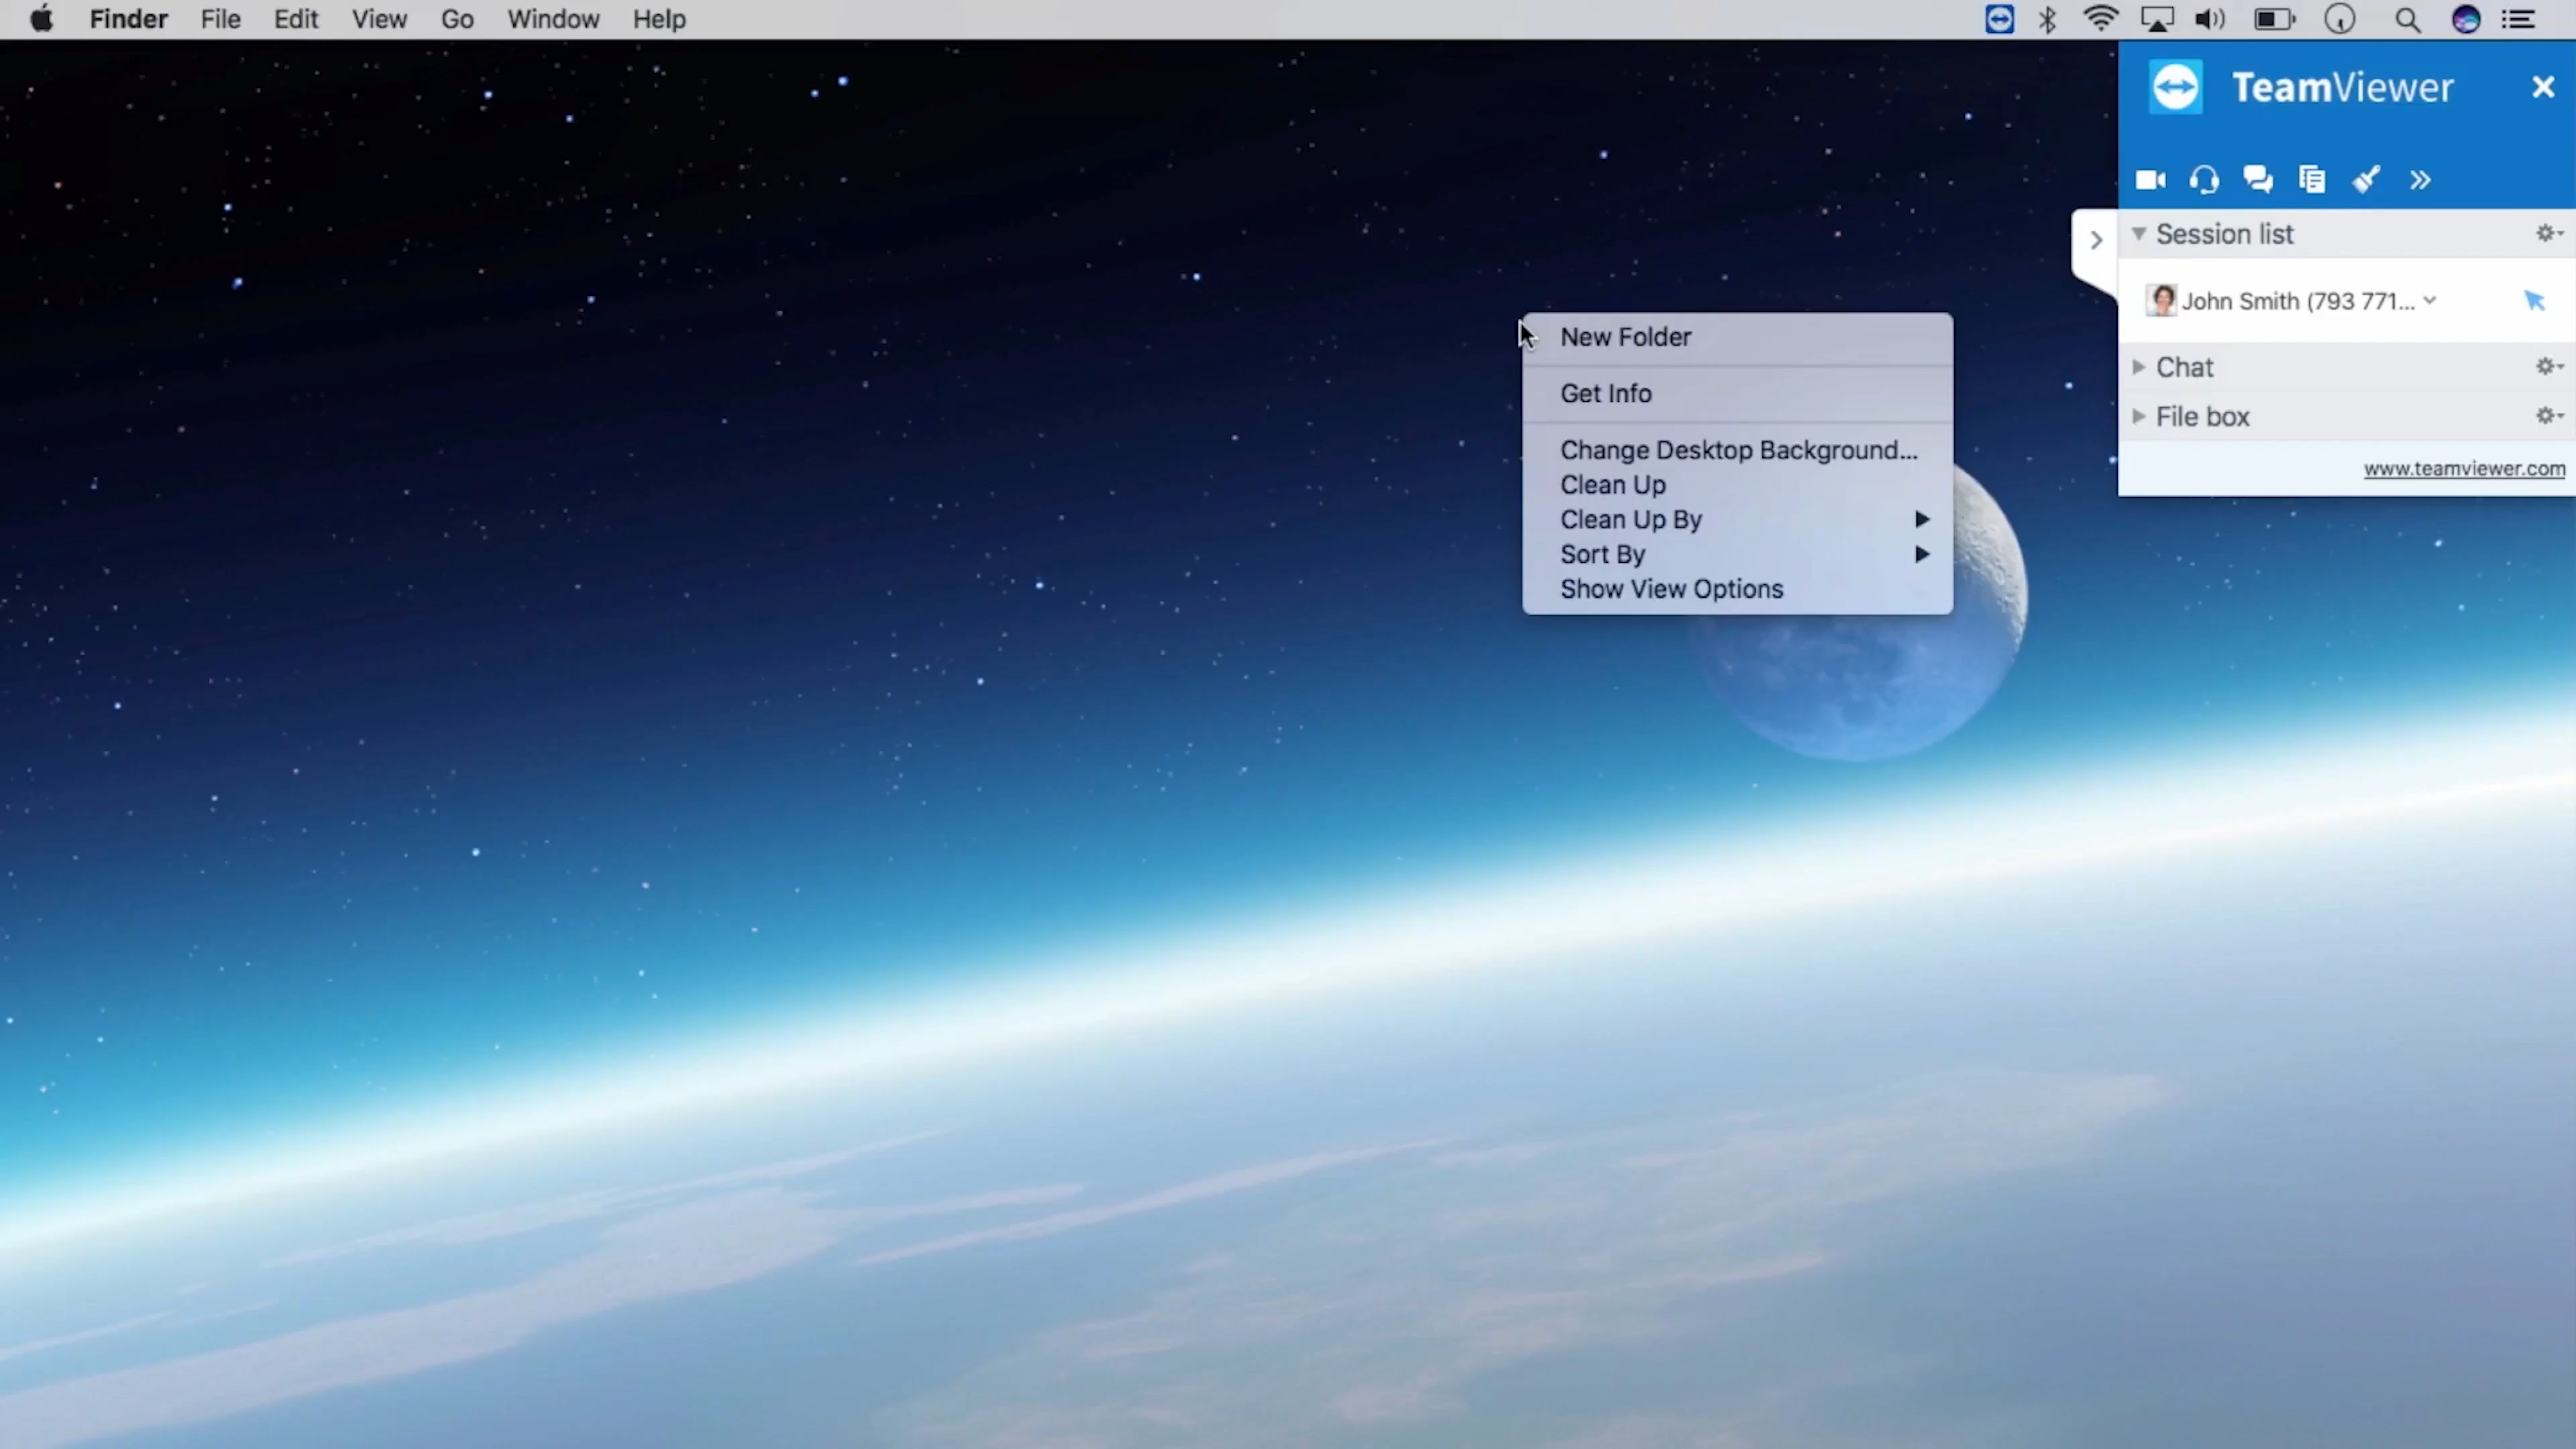 Finder File Edit View Go Window Help
TeamViewer
Session list
John Smith (793 771...
Chat
File box
www.teamviewer.com
New Folder
Get Info
Change Desktop Background...
Clean Up
Clean Up By
Sort By
Show View Options